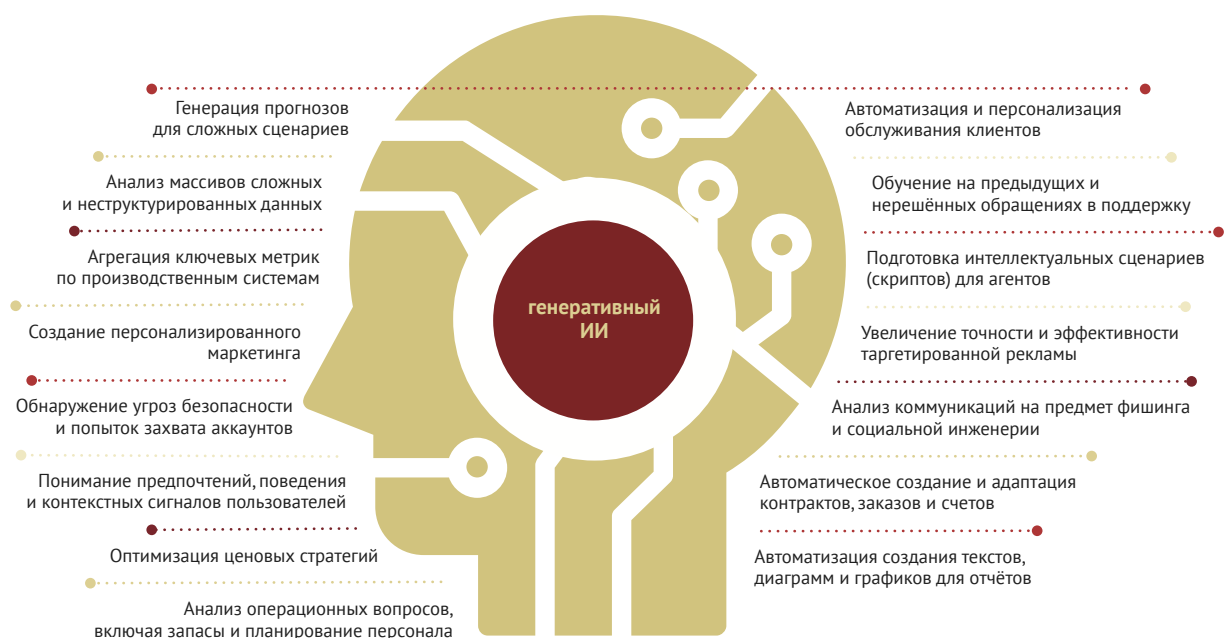 Генерация прогнозов
для сложных сценариев
Анализ массивов сложных
и неструктурированных данных
Агрегация ключевых метрик
по производственным системам
Создание персонализированного
маркетинга
Обнаружение угроз безопасности
и попыток захвата аккаунтов
Понимание предпочтений, поведения
и контекстных сигналов пользователей
Оптимизация ценовых стратегий
Анализ операционных вопросов,
включая запасы и планирование персонала
генеративный
ИИ
Автоматизация и персонализация
обслуживания клиентов
Обучение на предыдущих и
нерешённых обращениях в поддержку
Подготовка интеллектуальных сценариев
(скриптов) для агентов
Увеличение точности и эффективности
таргетированной рекламы
Анализ коммуникаций на предмет фишинга
и социальной инженерии
Автоматическое создание и адаптация
контрактов, заказов и счетов
Автоматизация создания текстов,
диаграмм и графиков для отчётов